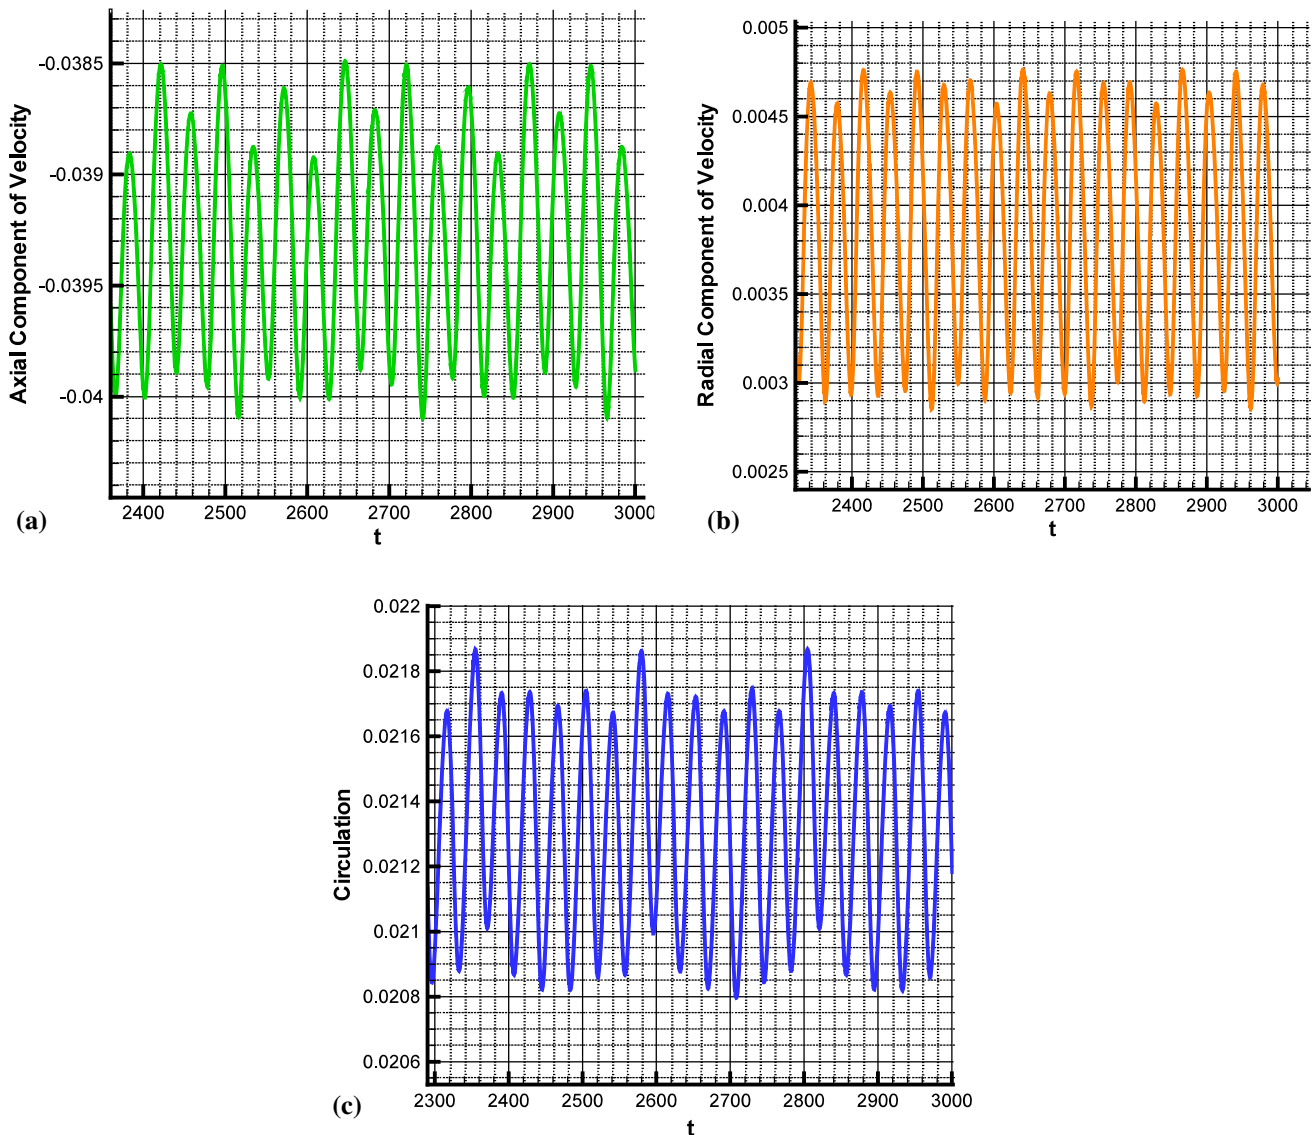 Axial Component of Velocity
-0.0385
-0.039
-0.0395
-0.04
2400 2500 2600 2700 2800 2900 3000
t
(a)
Radial Component of Velocity
0.005
0.0045
0.004
0.0035
0.003
0.0025
2400 2500 2600 2700 2800 2900 3000
t
(b)
Circulation
0.022
0.0218
0.0216
0.0214
0.0212
0.021
0.0208
0.0206
2300 2400 2500 2600 2700 2800 2900 3000
t
(c)